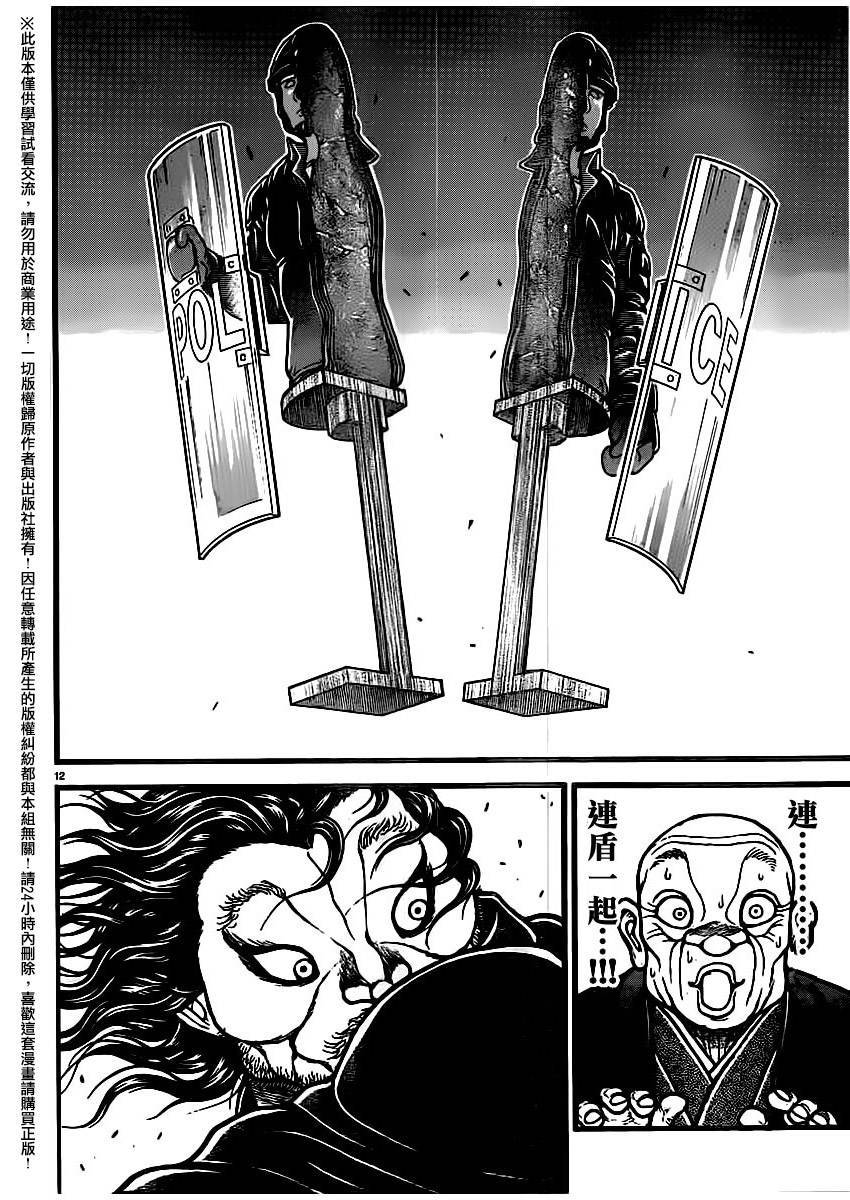 ※此版本僅供學習試看交流，請勿用於商業用途！一切版權歸原作者與出版社擁有！因任意轉載所產生的版權糾紛都與本組無關！請24小時內刪除，喜歡這套漫畫請購買正版！
POL
ICE
12
連…………
連盾一起…!!!